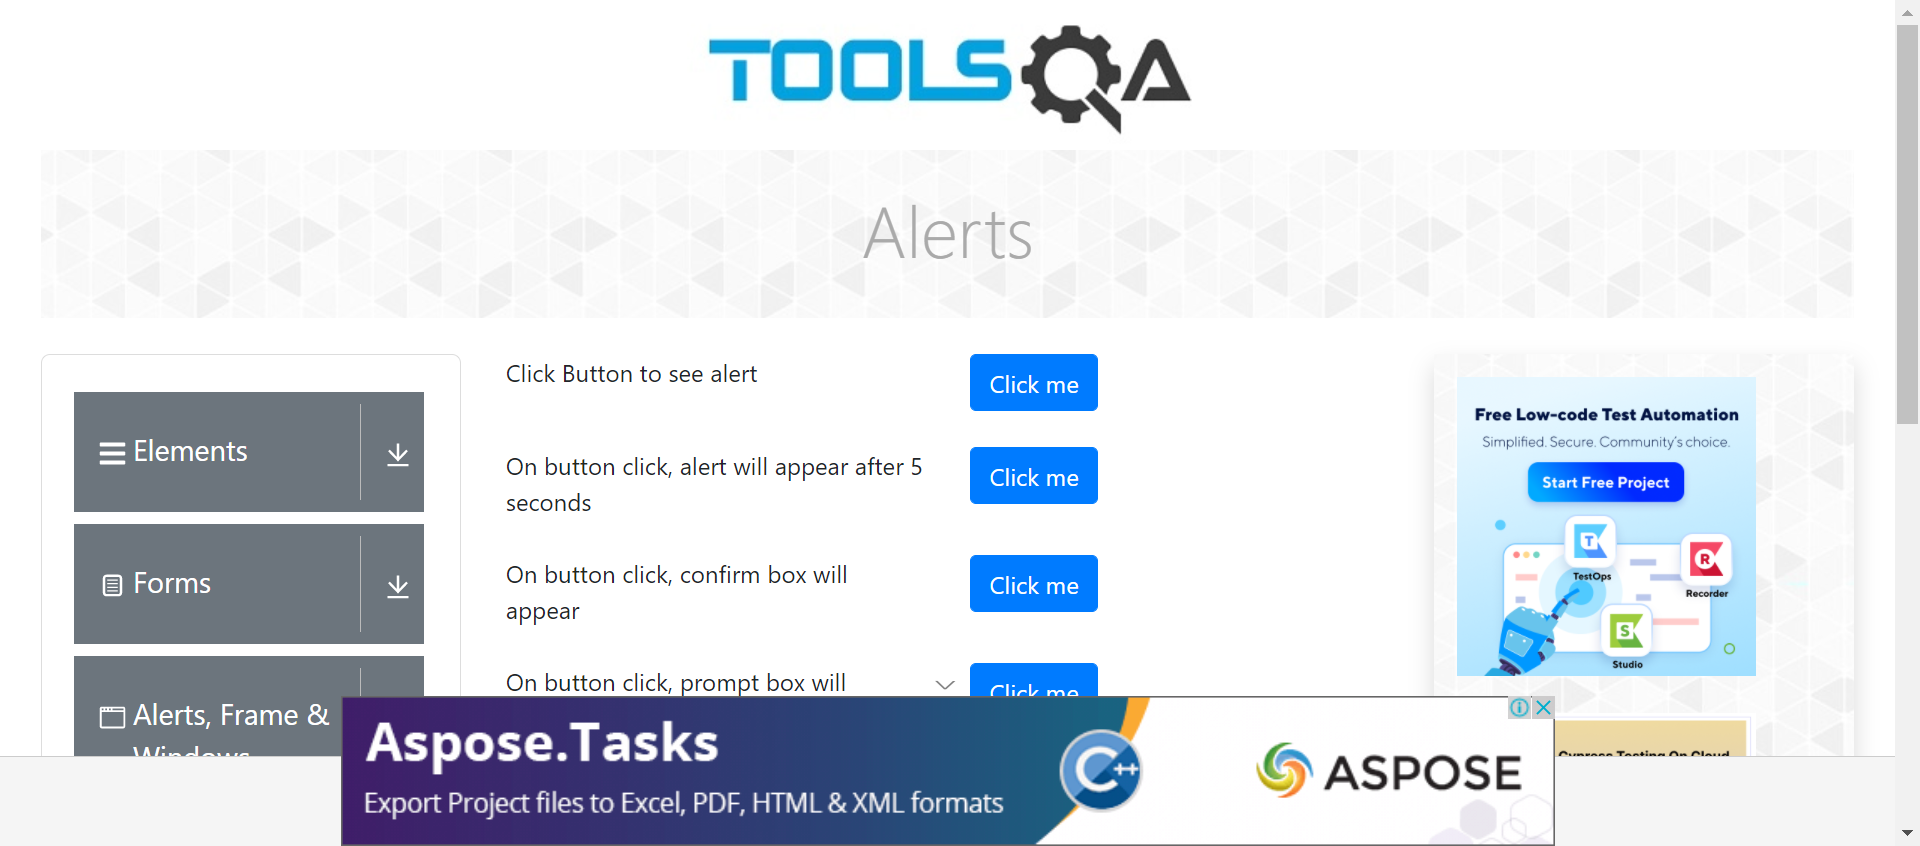 TOOLSQA
Alerts
Elements
Forms
Alerts, Frame &
Windows
Click Button to see alert
Click me
On button click, alert will appear after 5
seconds
Click me
On button click, confirm box will
appear
Click me
On button click, prompt box will
Click me
Free Low-code Test Automation
Simplified. Secure. Community's choice.
Start Free Project
TestOps
Recorder
Studio
Cypress Testing On Cloud
Aspose.Tasks
Export Project files to Excel, PDF, HTML & XML formats
C++
ASPOSE